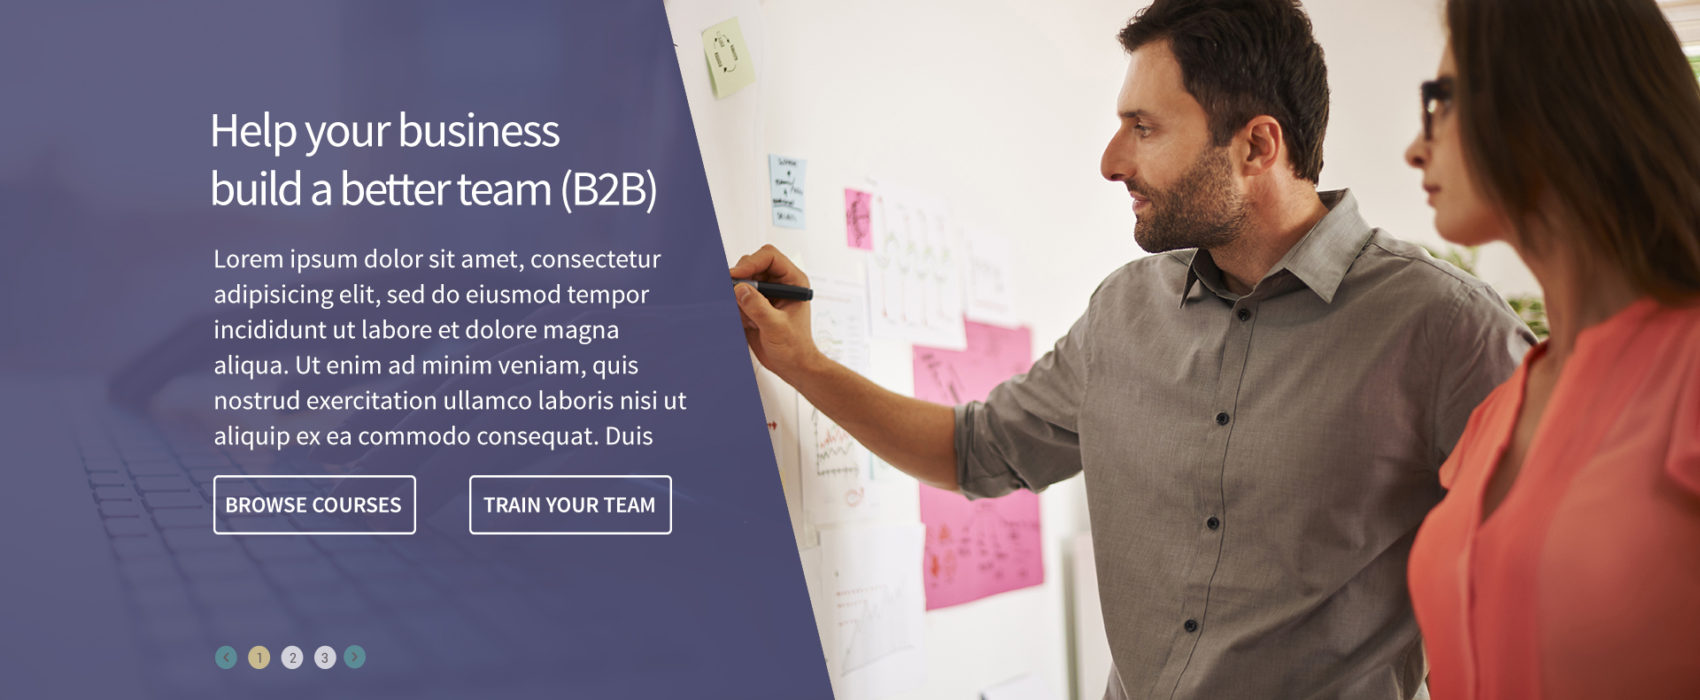 Help your business
build a better team (B2B)
Lorem ipsum dolor sit amet, consectetur
adipisicing elit, sed do eiusmod tempor
incididunt ut labore et dolore magna
aliqua. Ut enim ad minim veniam, quis
nostrud exercitation ullamco laboris nisi ut
aliquip ex ea commodo consequat. Duis
BROWSE COURSES TRAIN YOUR TEAM
1 2 3